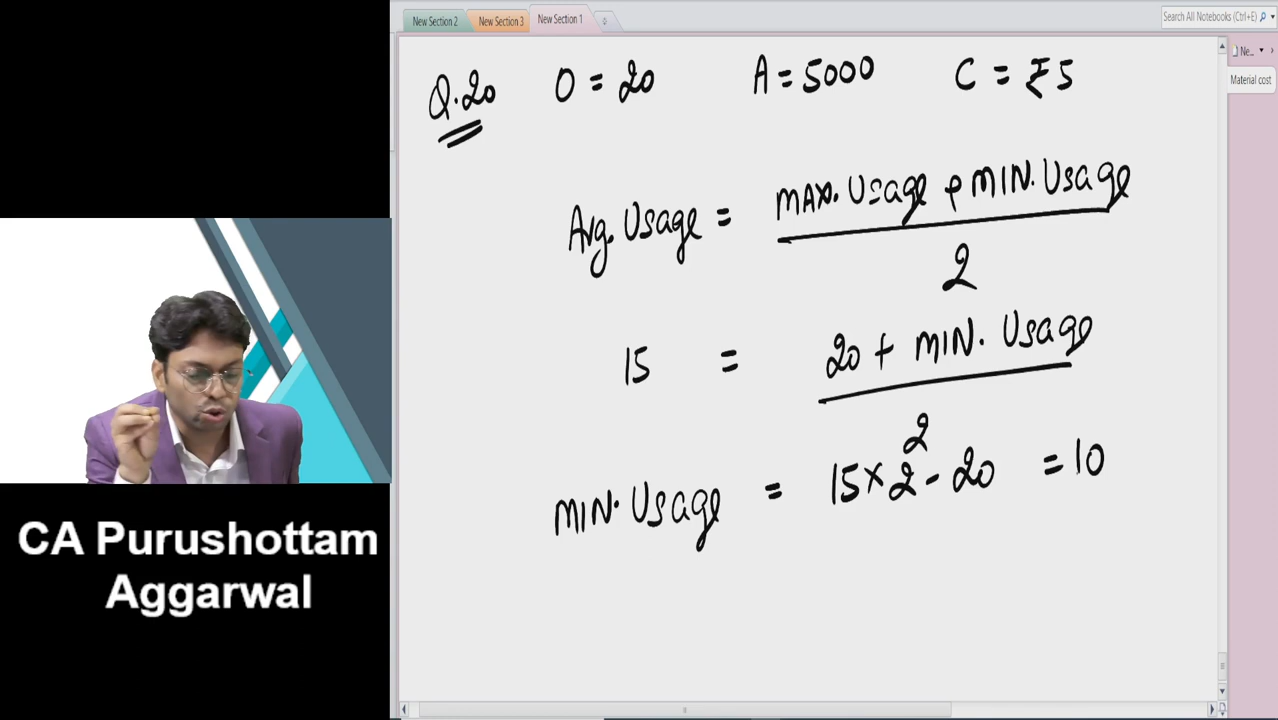 New Section 2 New Section 3 New Section 1
Search All Notebooks (Ctrl+E)
Ne...
Material cost
Q.20 O = 20 A = 5000 C = ₹5
Avg. Usage = MAX. Usage + MIN. Usage
2
15 = 20 + MIN. Usage
2
MIN. Usage = 15 × 2 - 20 = 10
CA Purushottam
Aggarwal